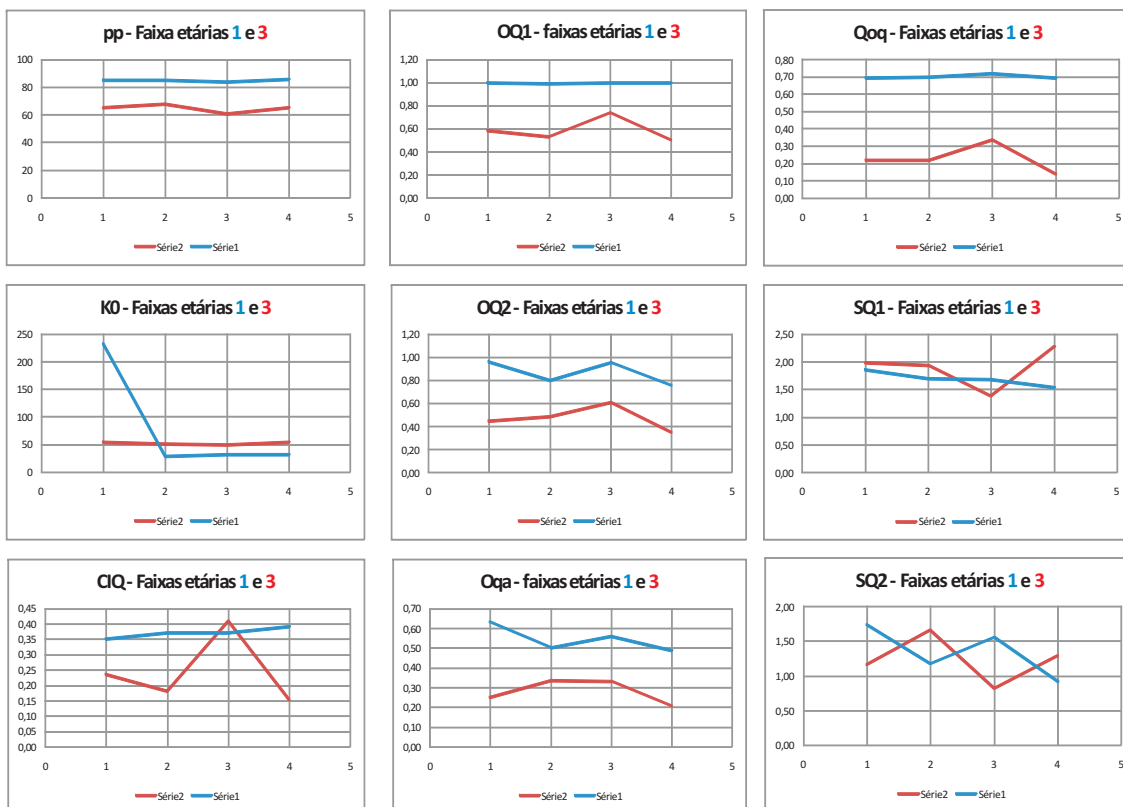 pp - Faixa etárias 1 e 3
100
80
60
40
20
0
0 1 2 3 4 5
Série2 Série1
OQ1 - faixas etárias 1 e 3
1,20
1,00
0,80
0,60
0,40
0,20
0,00
0 1 2 3 4 5
Série2 Série1
Qoq - Faixas etárias 1 e 3
0,80
0,70
0,60
0,50
0,40
0,30
0,20
0,10
0,00
0 1 2 3 4 5
Série2 Série1
K0 - Faixas etárias 1 e 3
250
200
150
100
50
0
0 1 2 3 4 5
Série2 Série1
OQ2 - Faixas etárias 1 e 3
1,20
1,00
0,80
0,60
0,40
0,20
0,00
0 1 2 3 4 5
Série2 Série1
SQ1 - Faixas etárias 1 e 3
2,50
2,00
1,50
1,00
0,50
0,00
0 1 2 3 4 5
Série2 Série1
CIQ - Faixas etárias 1 e 3
0,45
0,40
0,35
0,30
0,25
0,20
0,15
0,10
0,05
0,00
0 1 2 3 4 5
Série2 Série1
Oqa - faixas etárias 1 e 3
0,70
0,60
0,50
0,40
0,30
0,20
0,10
0,00
0 1 2 3 4 5
Série2 Série1
SQ2 - Faixas etárias 1 e 3
2,00
1,50
1,00
0,50
0,00
0 1 2 3 4 5
Série2 Série1